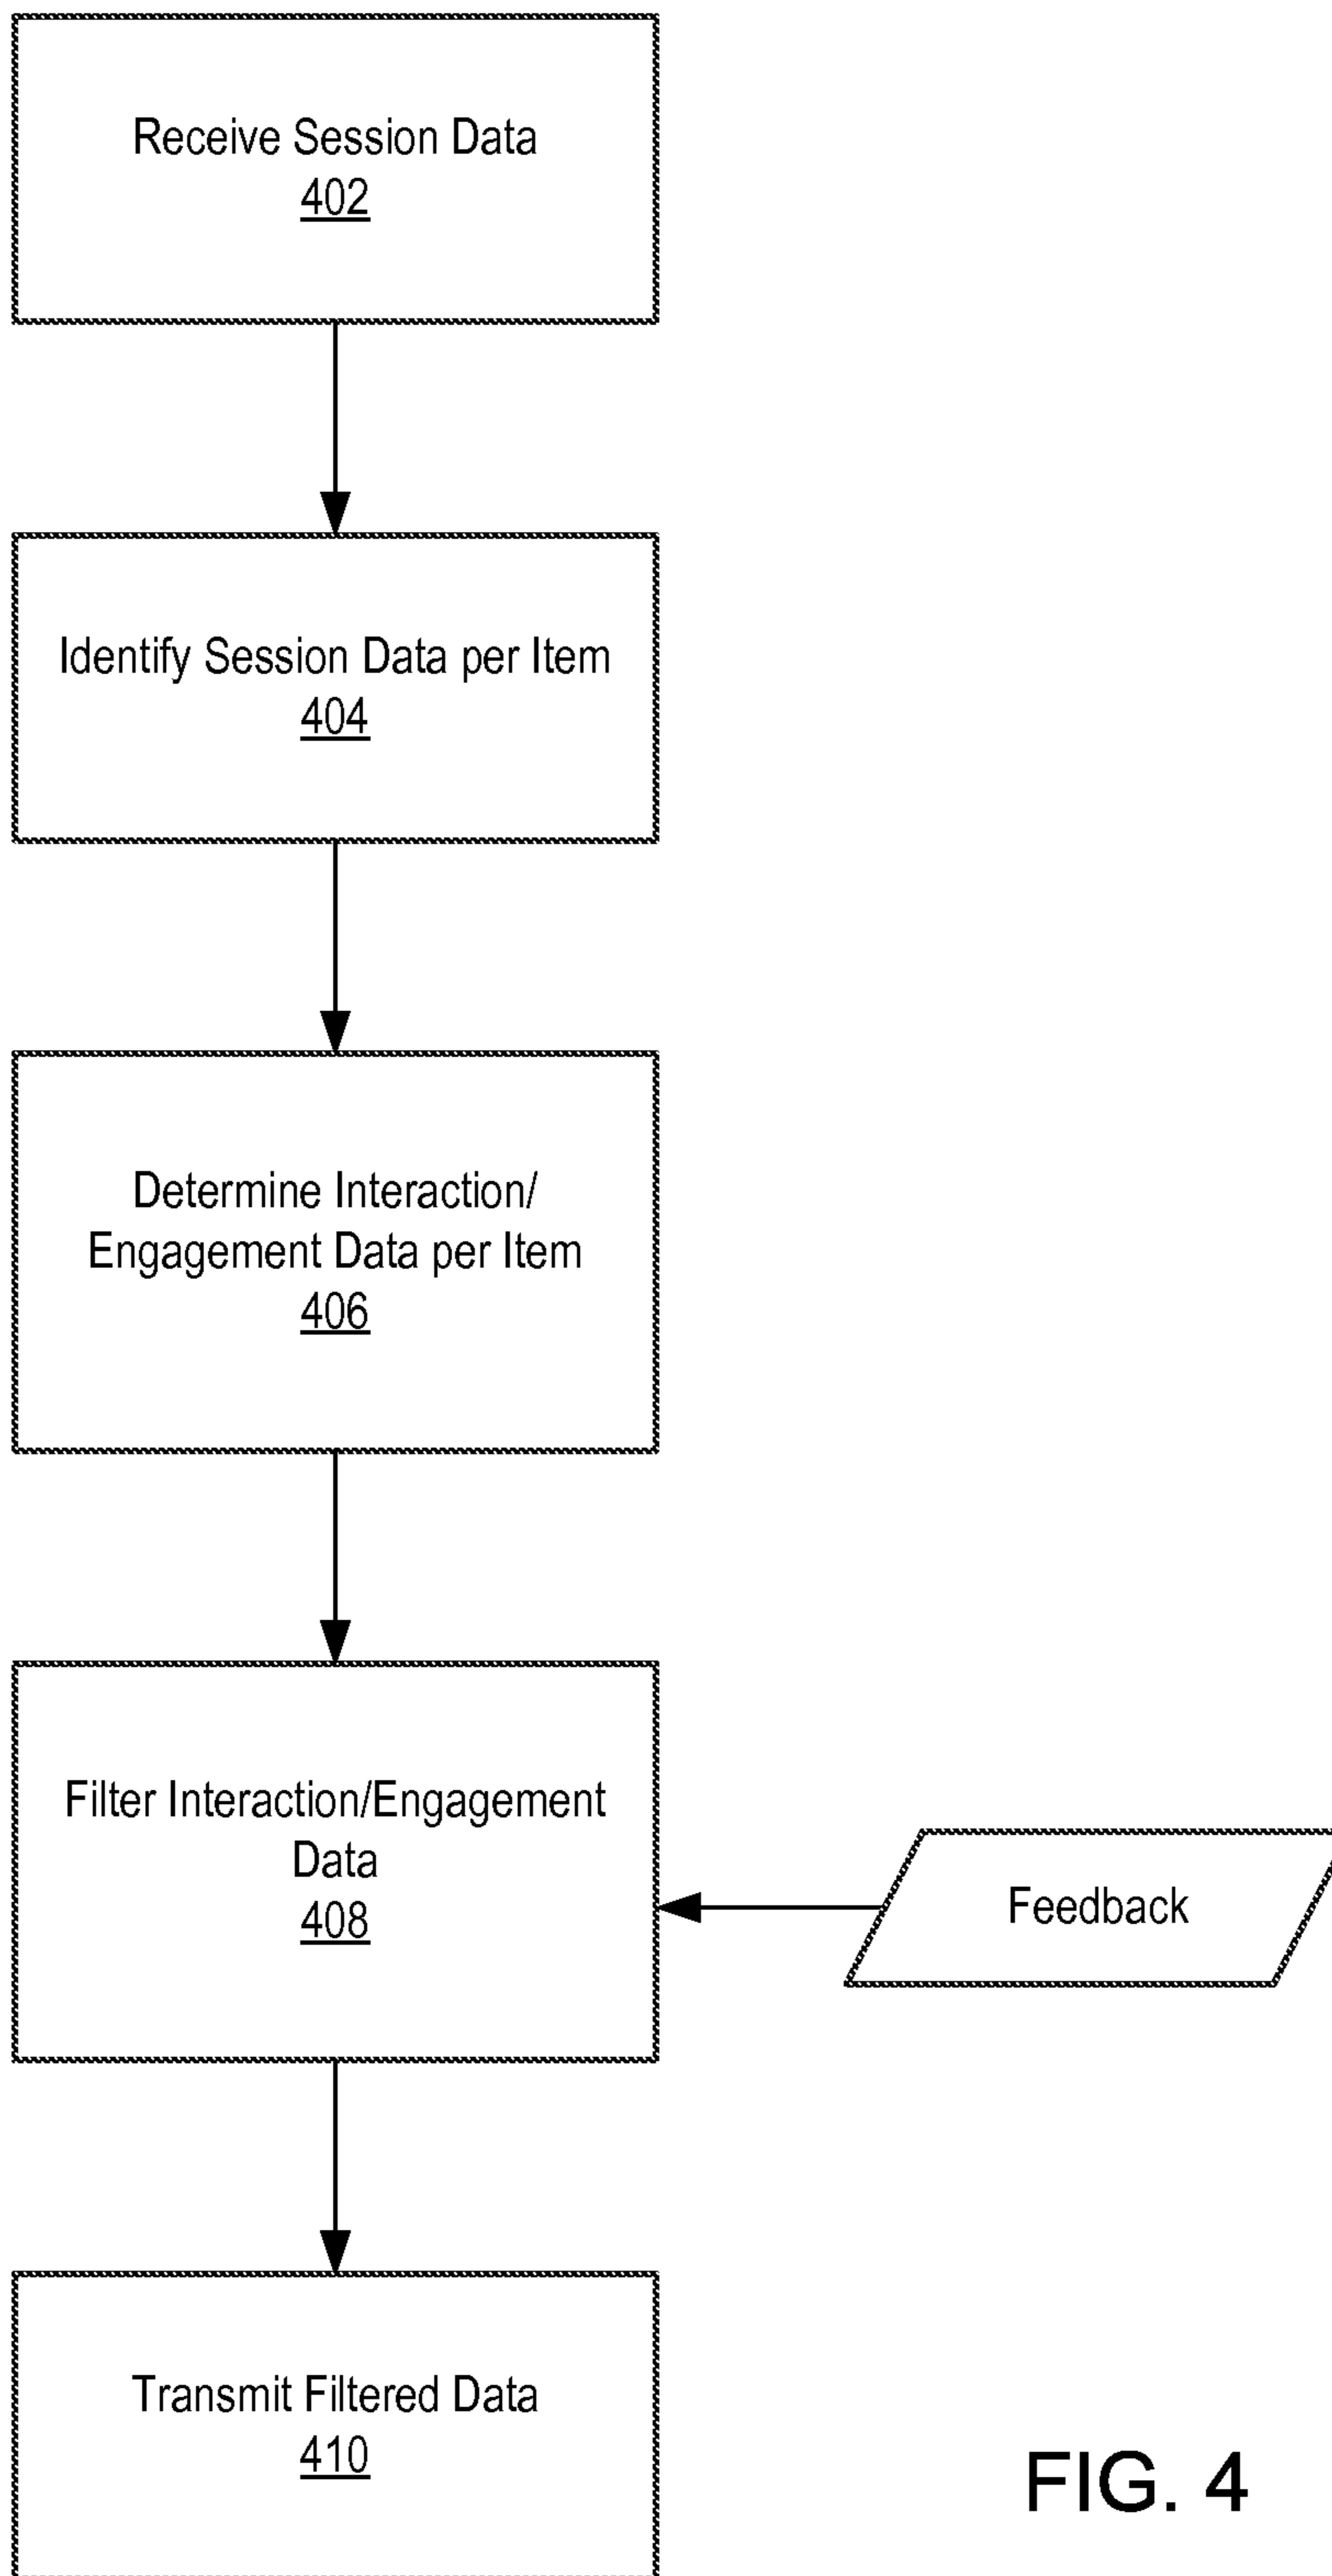 Receive Session Data
402
Identify Session Data per Item
404
Determine Interaction/
Engagement Data per Item
406
Filter Interaction/Engagement
Data
408
Feedback
Transmit Filtered Data
410
FIG. 4